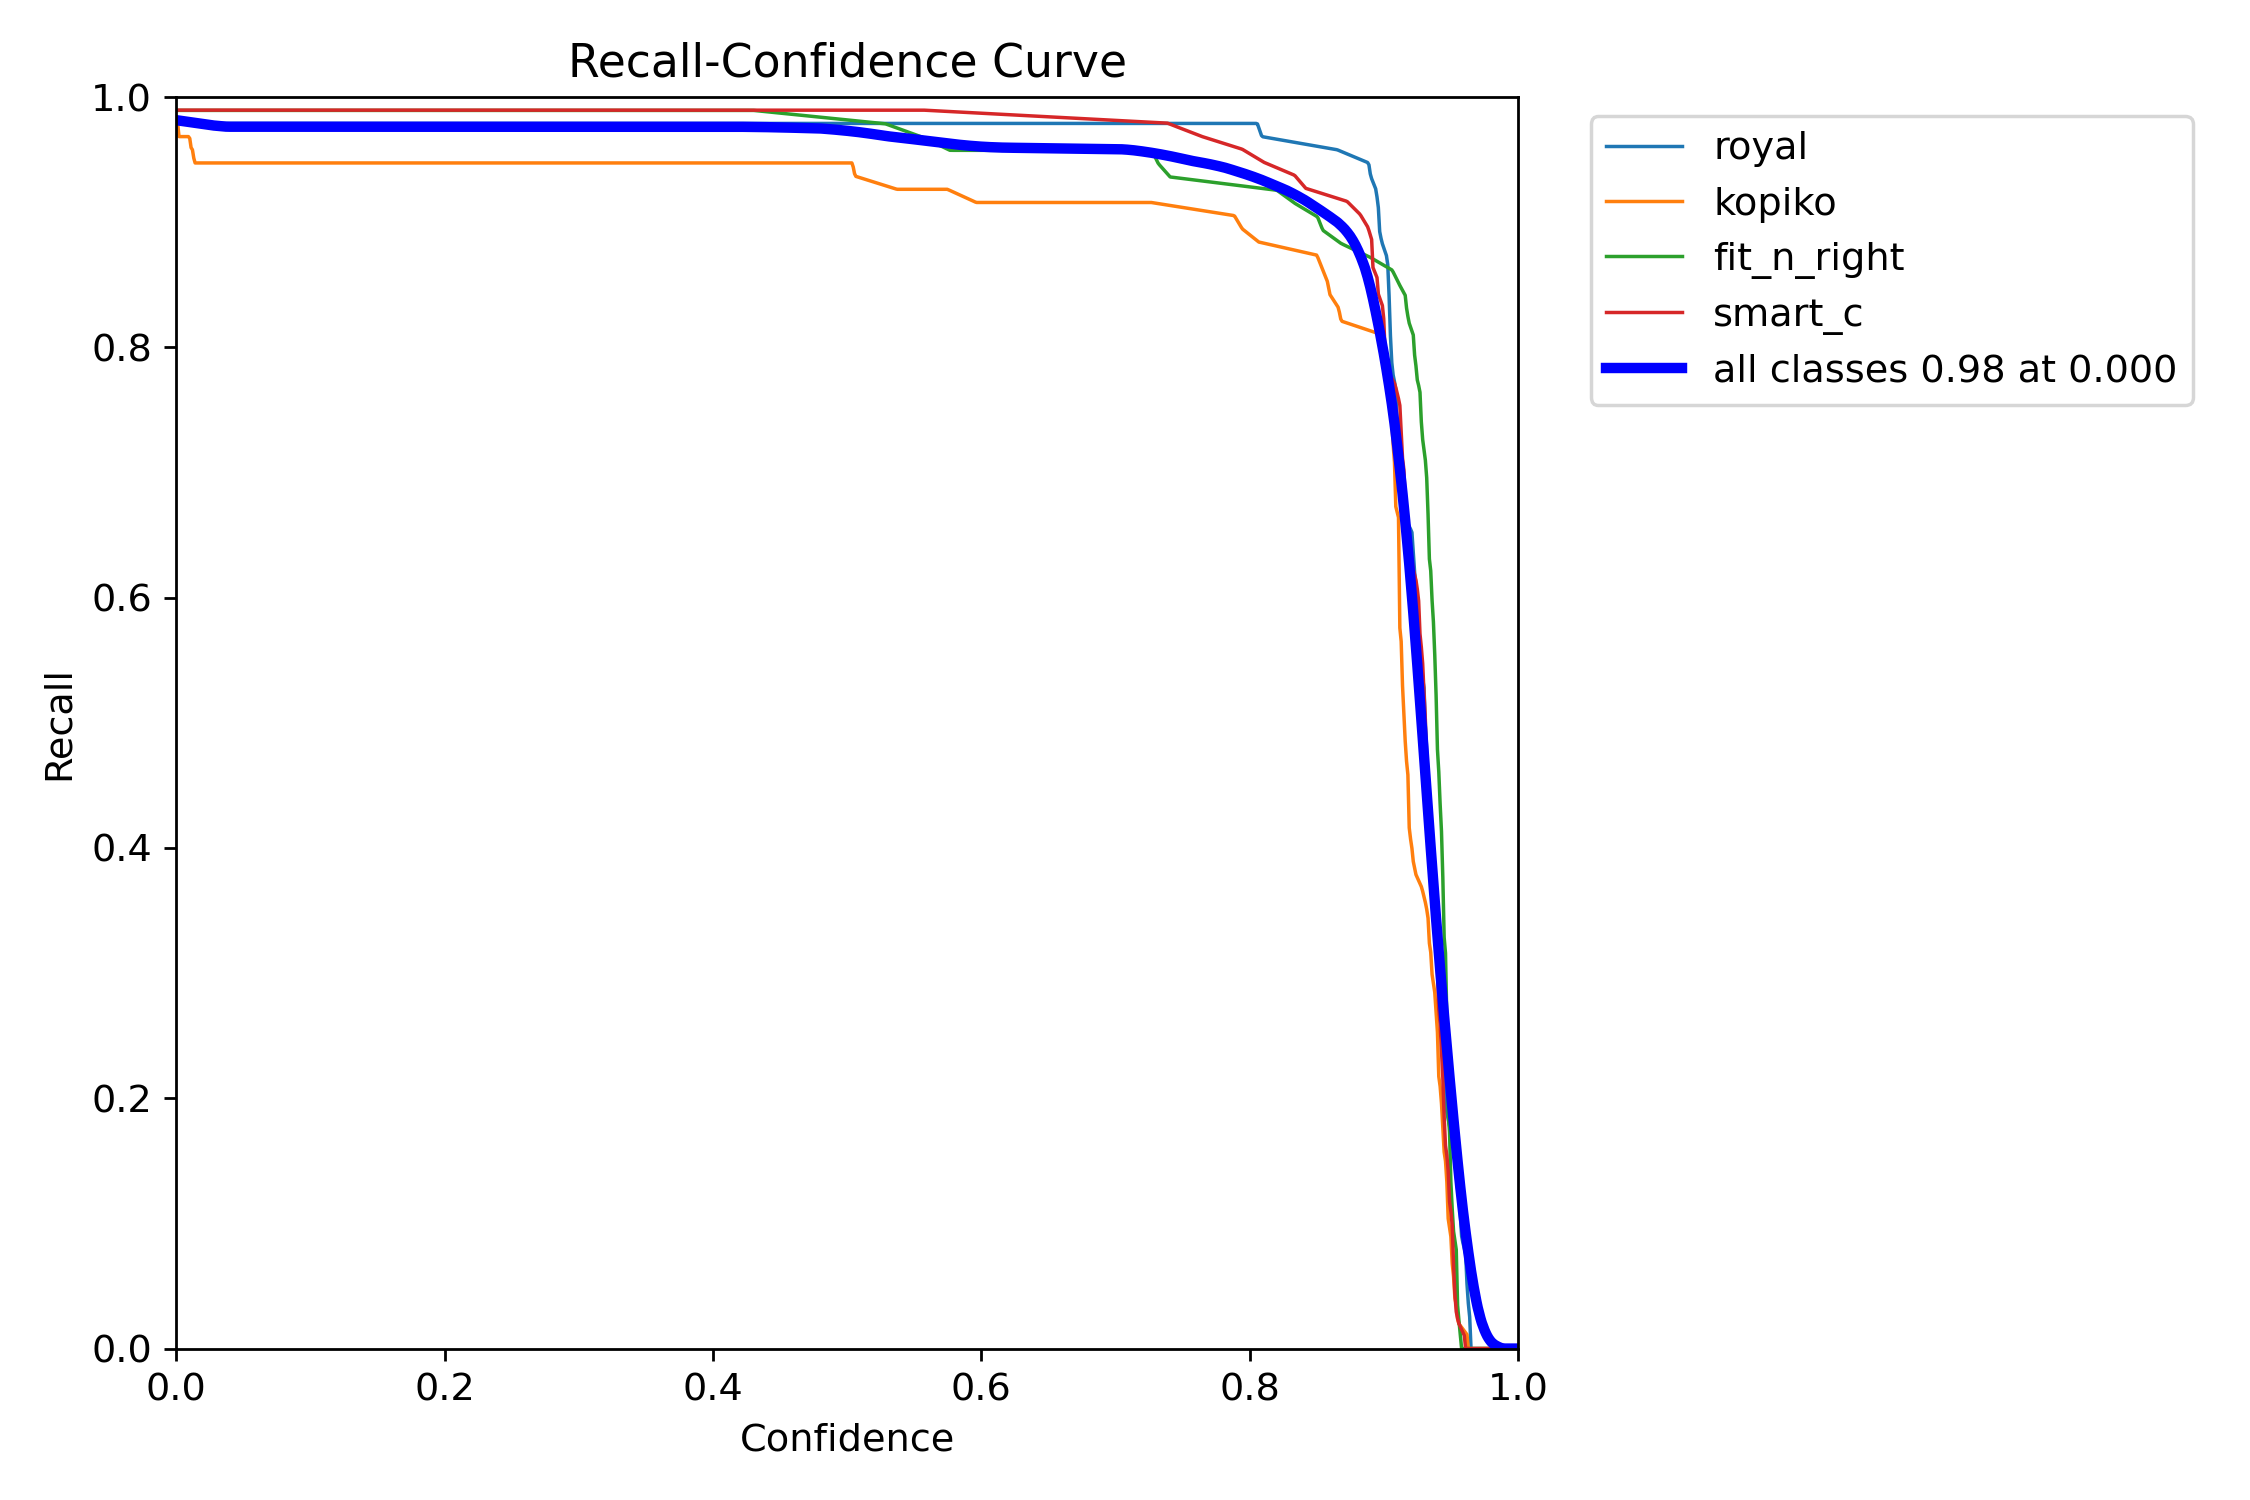 Recall-Confidence Curve
1.0
0.8
0.6
0.4
0.2
0.0
Recall
0.0 0.2 0.4 0.6 0.8 1.0
Confidence
royal
kopiko
fit_n_right
smart_c
all classes 0.98 at 0.000